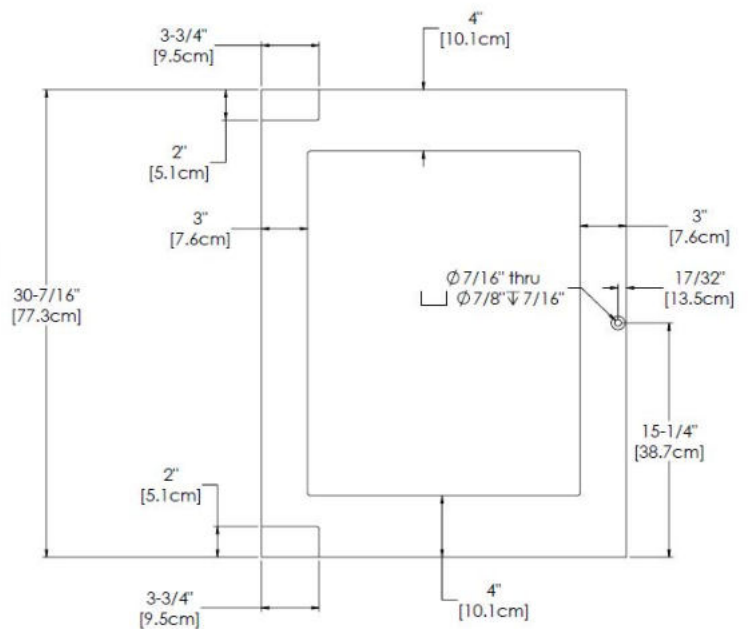 4"
[10.1cm]
3-3/4"
[9.5cm]
2"
[5.1cm]
3"
[7.6cm]
3"
[7.6cm]
Ø 7/16" thru
⌴ Ø 7/8" ↧ 7/16"
17/32"
[13.5cm]
30-7/16"
[77.3cm]
15-1/4"
[38.7cm]
2"
[5.1cm]
3-3/4"
[9.5cm]
4"
[10.1cm]